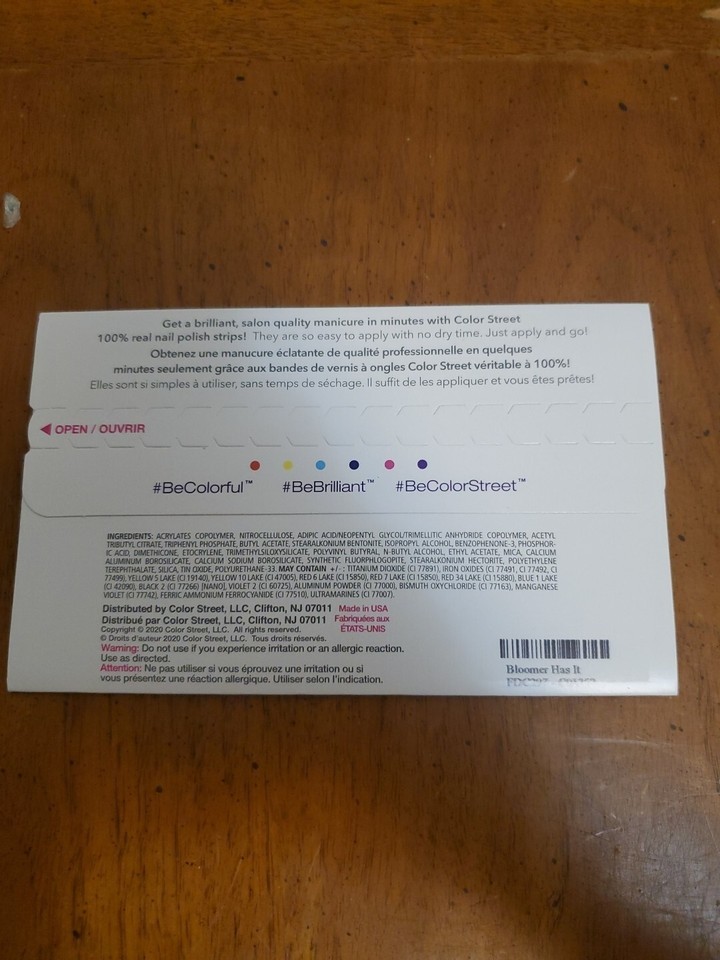 Get a brilliant, salon quality manicure in minutes with Color Street
100% real nail polish strips! They are so easy to apply with no dry time. Just apply and go!
Obtenez une manucure éclatante de qualité professionnelle en quelques
minutes seulement grâce aux bandes de vernis à ongles Color Street véritable à 100%!
Elles sont si simples à utiliser, sans temps de séchage. Il suffit de les appliquer et vous êtes prêtes!
OPEN / OUVRIR
#BeColorful™ #BeBrilliant™ #BeColorStreet™
INGREDIENTS: ACRYLATES COPOLYMER, NITROCELLULOSE, ADIPIC ACID/NEOPENTYL GLYCOL/TRIMELLITIC ANHYDRIDE COPOLYMER, ACETYL
TRIBUTYL CITRATE, TRIPHENYL PHOSPHATE, BUTYL ACETATE, STEARALKONIUM BENTONITE, ISOPROPYL ALCOHOL, BENZOPHENONE-3, PHOSPHOR-
IC ACID, DIMETHICONE, ETOCRYLENE, TRIMETHYLSILOXYSILICATE, POLYVINYL BUTYRAL, N-BUTYL ALCOHOL, ETHYL ACETATE, MICA, CALCIUM
ALUMINUM BOROSILICATE, CALCIUM SODIUM BOROSILICATE, SYNTHETIC FLUORPHLOGOPITE, STEARALKONIUM HECTORITE, POLYETHYLENE
TEREPHTHALATE, SILICA, TIN OXIDE, POLYURETHANE-33. MAY CONTAIN +/- : TITANIUM DIOXIDE (CI 77891), IRON OXIDES (CI 77491, CI 77492, CI
77499), YELLOW 5 LAKE (CI 19140), YELLOW 10 LAKE (CI 47005), RED 6 LAKE (CI 15850), RED 7 LAKE (CI 15850), RED 34 LAKE (CI 15880), BLUE 1 LAKE
(CI 42090), BLACK 2 (CI 77266) [NANO], VIOLET 2 (CI 60725), ALUMINUM POWDER (CI 77000), BISMUTH OXYCHLORIDE (CI 77163), MANGANESE
VIOLET (CI 77742), FERRIC AMMONIUM FERROCYANIDE (CI 77510), ULTRAMARINES (CI 77007).
Distributed by Color Street, LLC, Clifton, NJ 07011 Made in USA
Distribué par Color Street, LLC, Clifton, NJ 07011 Fabriquées aux
ÉTATS-UNIS
Copyright © 2020 Color Street, LLC. All rights reserved.
© Droits d'auteur 2020 Color Street, LLC. Tous droits réservés.
Warning: Do not use if you experience irritation or an allergic reaction.
Use as directed.
Attention: Ne pas utiliser si vous éprouvez une irritation ou si
vous présentez une réaction allergique. Utiliser selon l'indication.
Bloomer Has It